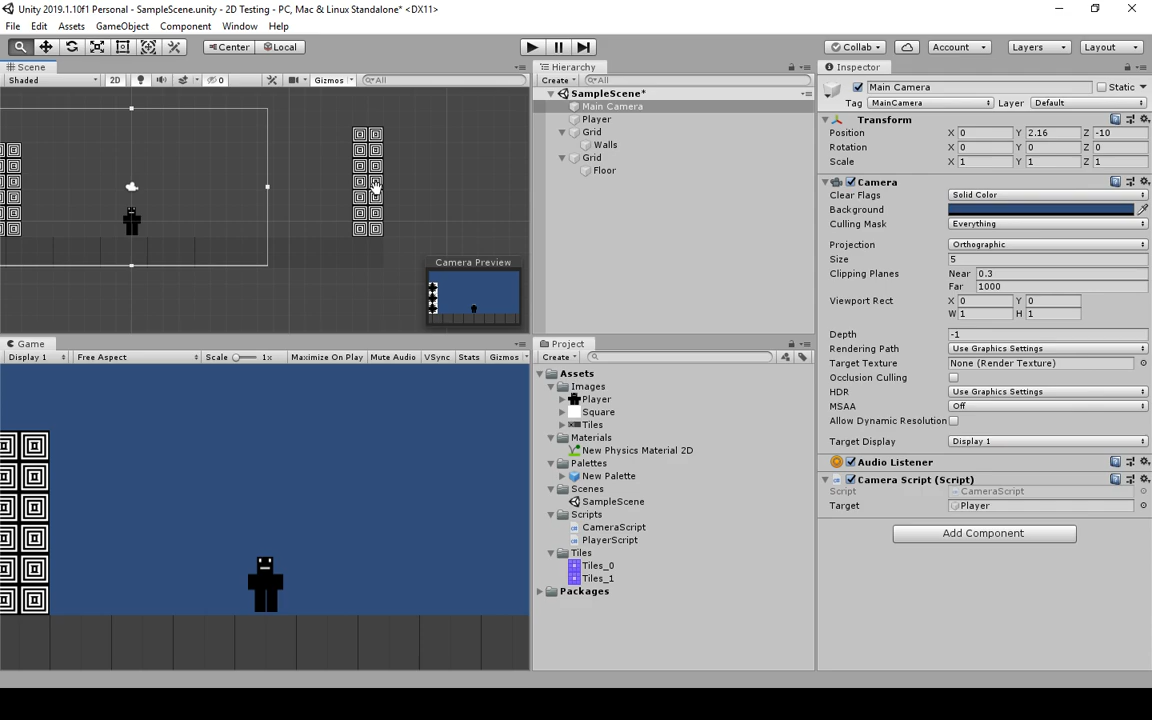 Unity 2019.1.10f1 Personal - SampleScene.unity - 2D Testing - PC, Mac & Linux Standalone* <DX11>
File Edit Assets GameObject Component Window Help
Center Local Collab Account Layers Layout
Scene
Shaded 2D 0 Gizmos All
Camera Preview
Game
Display 1 Free Aspect Scale 1x Maximize On Play Mute Audio VSync Stats Gizmos
Hierarchy
Create All
SampleScene*
Main Camera
Player
Grid
Walls
Grid
Floor
Project
Create
Assets
Images
Player
Square
Tiles
Materials
New Physics Material 2D
Palettes
New Palette
Scenes
SampleScene
Scripts
CameraScript
PlayerScript
Tiles
Tiles_0
Tiles_1
Packages
Inspector
Main Camera Static
Tag MainCamera Layer Default
Transform
Position X 0 Y 2.16 Z -10
Rotation X 0 Y 0 Z 0
Scale X 1 Y 1 Z 1
Camera
Clear Flags Solid Color
Background
Culling Mask Everything
Projection Orthographic
Size 5
Clipping Planes Near 0.3
Far 1000
Viewport Rect X 0 Y 0
W 1 H 1
Depth -1
Rendering Path Use Graphics Settings
Target Texture None (Render Texture)
Occlusion Culling
HDR Use Graphics Settings
MSAA Off
Allow Dynamic Resolution
Target Display Display 1
Audio Listener
Camera Script (Script)
Script CameraScript
Target Player
Add Component